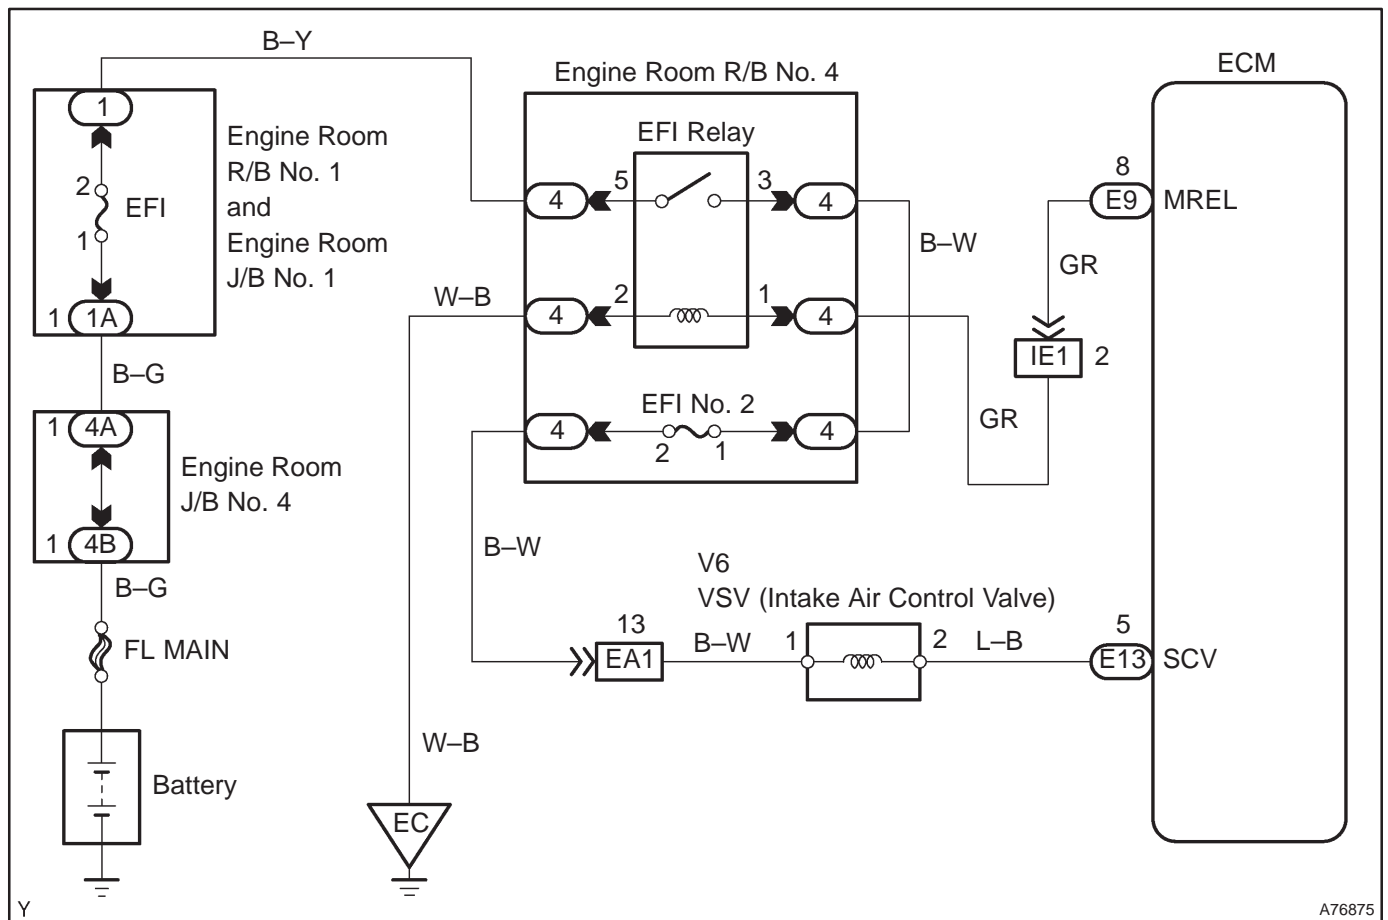 B–Y
Engine Room R/B No. 4
ECM
1
Engine Room
R/B No. 1
and
Engine Room
J/B No. 1
2
EFI
1
1 1A
EFI Relay
4 5 3 4
B–W
8
E9 MREL
GR
W–B
4 2 1 4
IE1 2
B–G
EFI No. 2
4 2 1 4
GR
1 4A
Engine Room
J/B No. 4
1 4B
B–G
B–W
V6
VSV (Intake Air Control Valve)
FL MAIN
13
EA1 B–W 1 2 L–B
5
E13 SCV
W–B
Battery
EC
Y
A76875